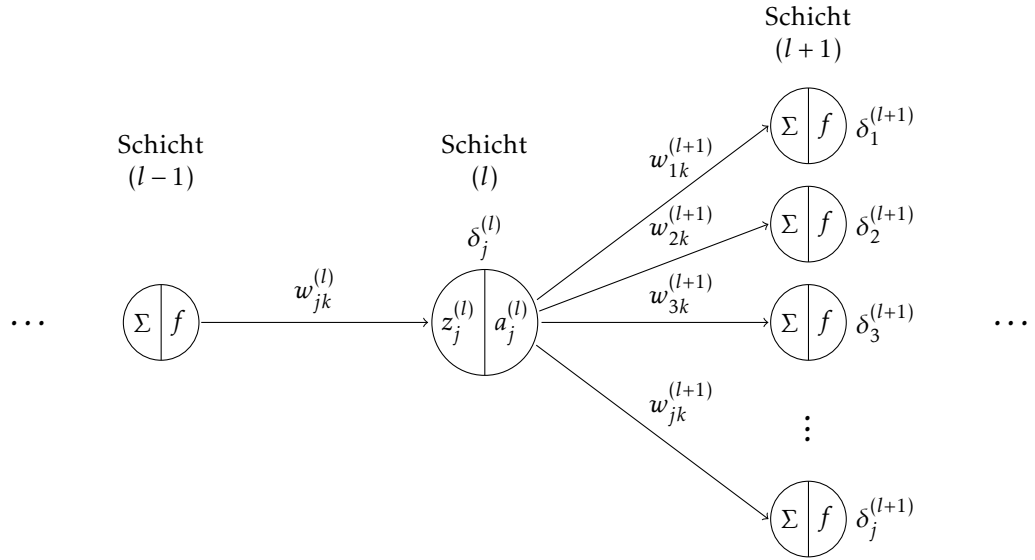 Schicht
(l + 1)
Σ f δ_1^{(l+1)}
Schicht
(l − 1)
Schicht
(l)
w_{1k}^{(l+1)}
w_{2k}^{(l+1)}
Σ f δ_2^{(l+1)}
δ_j^{(l)}
w_{jk}^{(l)}
w_{3k}^{(l+1)}
...
Σ f
z_j^{(l)} a_j^{(l)}
Σ f δ_3^{(l+1)}
...
w_{jk}^{(l+1)}
⋮
Σ f δ_j^{(l+1)}